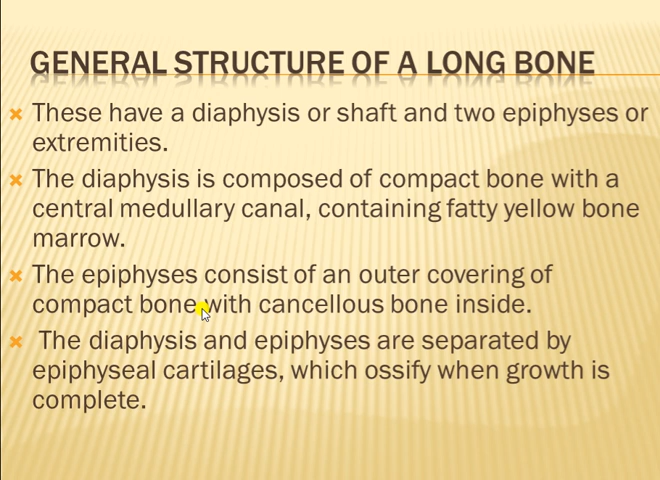 GENERAL STRUCTURE OF A LONG BONE
These have a diaphysis or shaft and two epiphyses or
extremities.
The diaphysis is composed of compact bone with a
central medullary canal, containing fatty yellow bone
marrow.
The epiphyses consist of an outer covering of
compact bone with cancellous bone inside.
The diaphysis and epiphyses are separated by
epiphyseal cartilages, which ossify when growth is
complete.